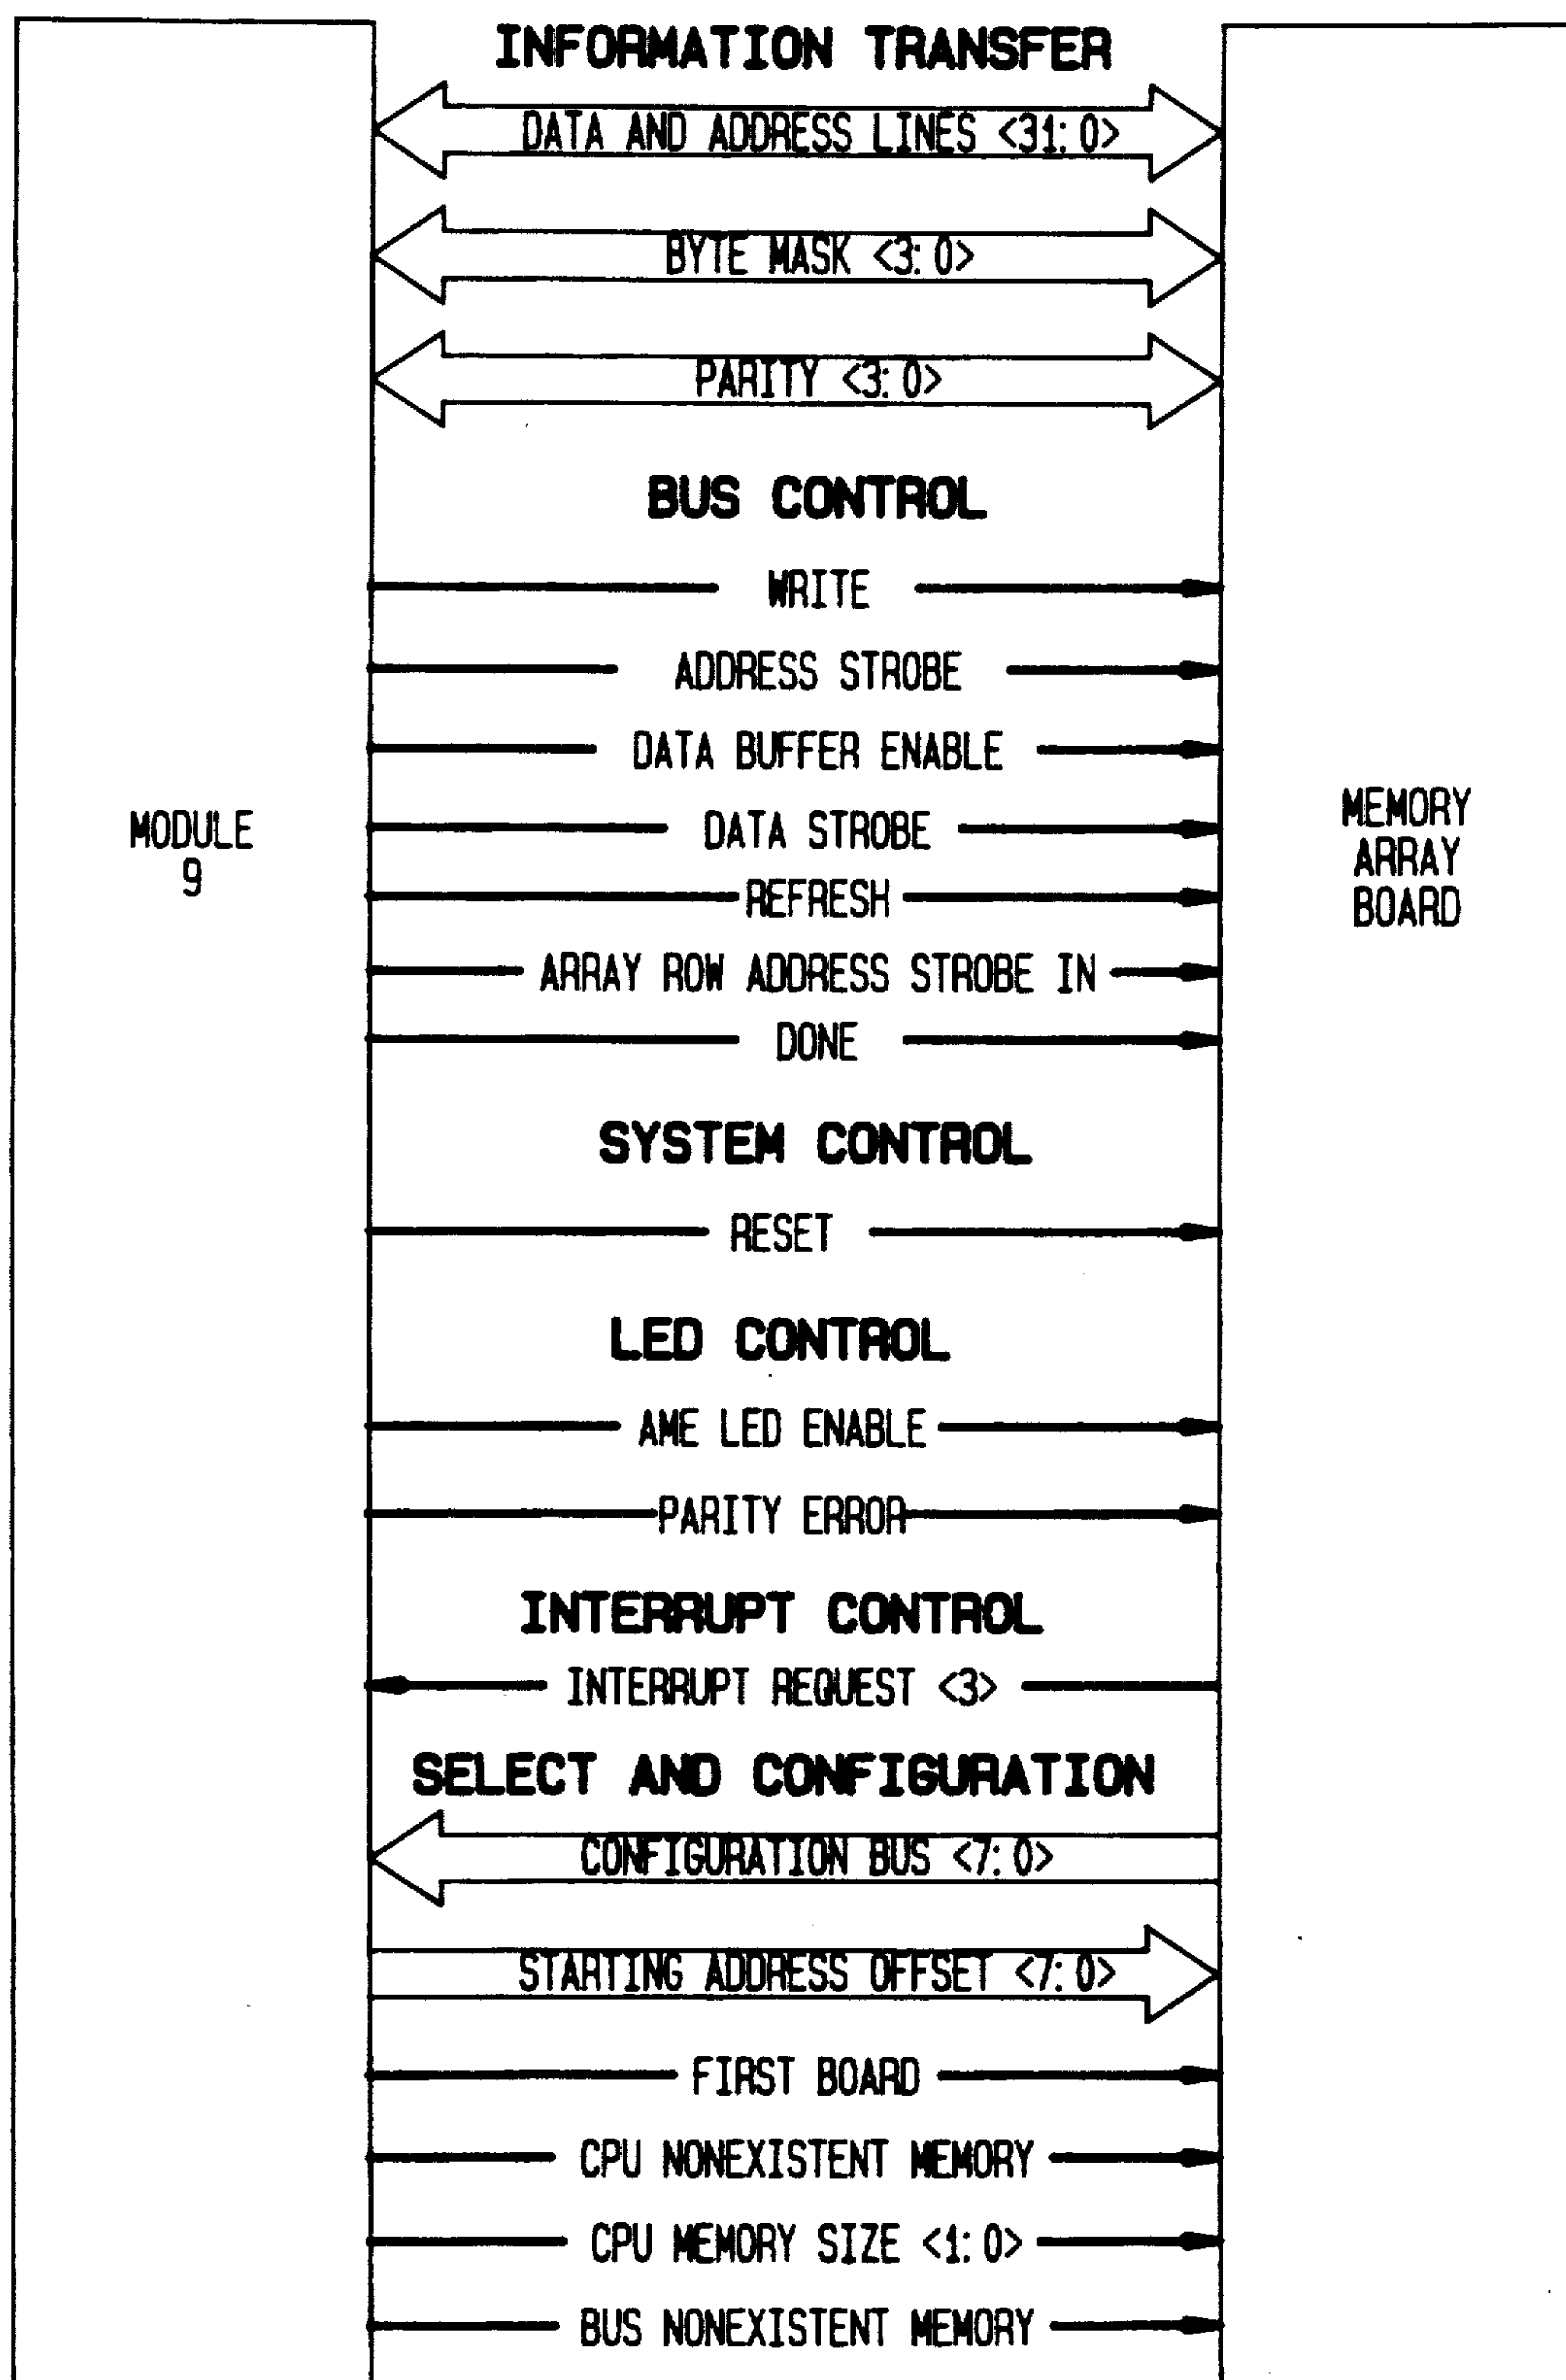 INFORMATION TRANSFER
DATA AND ADDRESS LINES <31:0>
BYTE MASK <3:0>
PARITY <3:0>
BUS CONTROL
WRITE
ADDRESS STROBE
DATA BUFFER ENABLE
MODULE
9
DATA STROBE
MEMORY
ARRAY
BOARD
REFRESH
ARRAY ROW ADDRESS STROBE IN
DONE
SYSTEM CONTROL
RESET
LED CONTROL
AME LED ENABLE
PARITY ERROR
INTERRUPT CONTROL
INTERRUPT REQUEST <3>
SELECT AND CONFIGURATION
CONFIGURATION BUS <7:0>
STARTING ADDRESS OFFSET <7:0>
FIRST BOARD
CPU NONEXISTENT MEMORY
CPU MEMORY SIZE <1:0>
BUS NONEXISTENT MEMORY